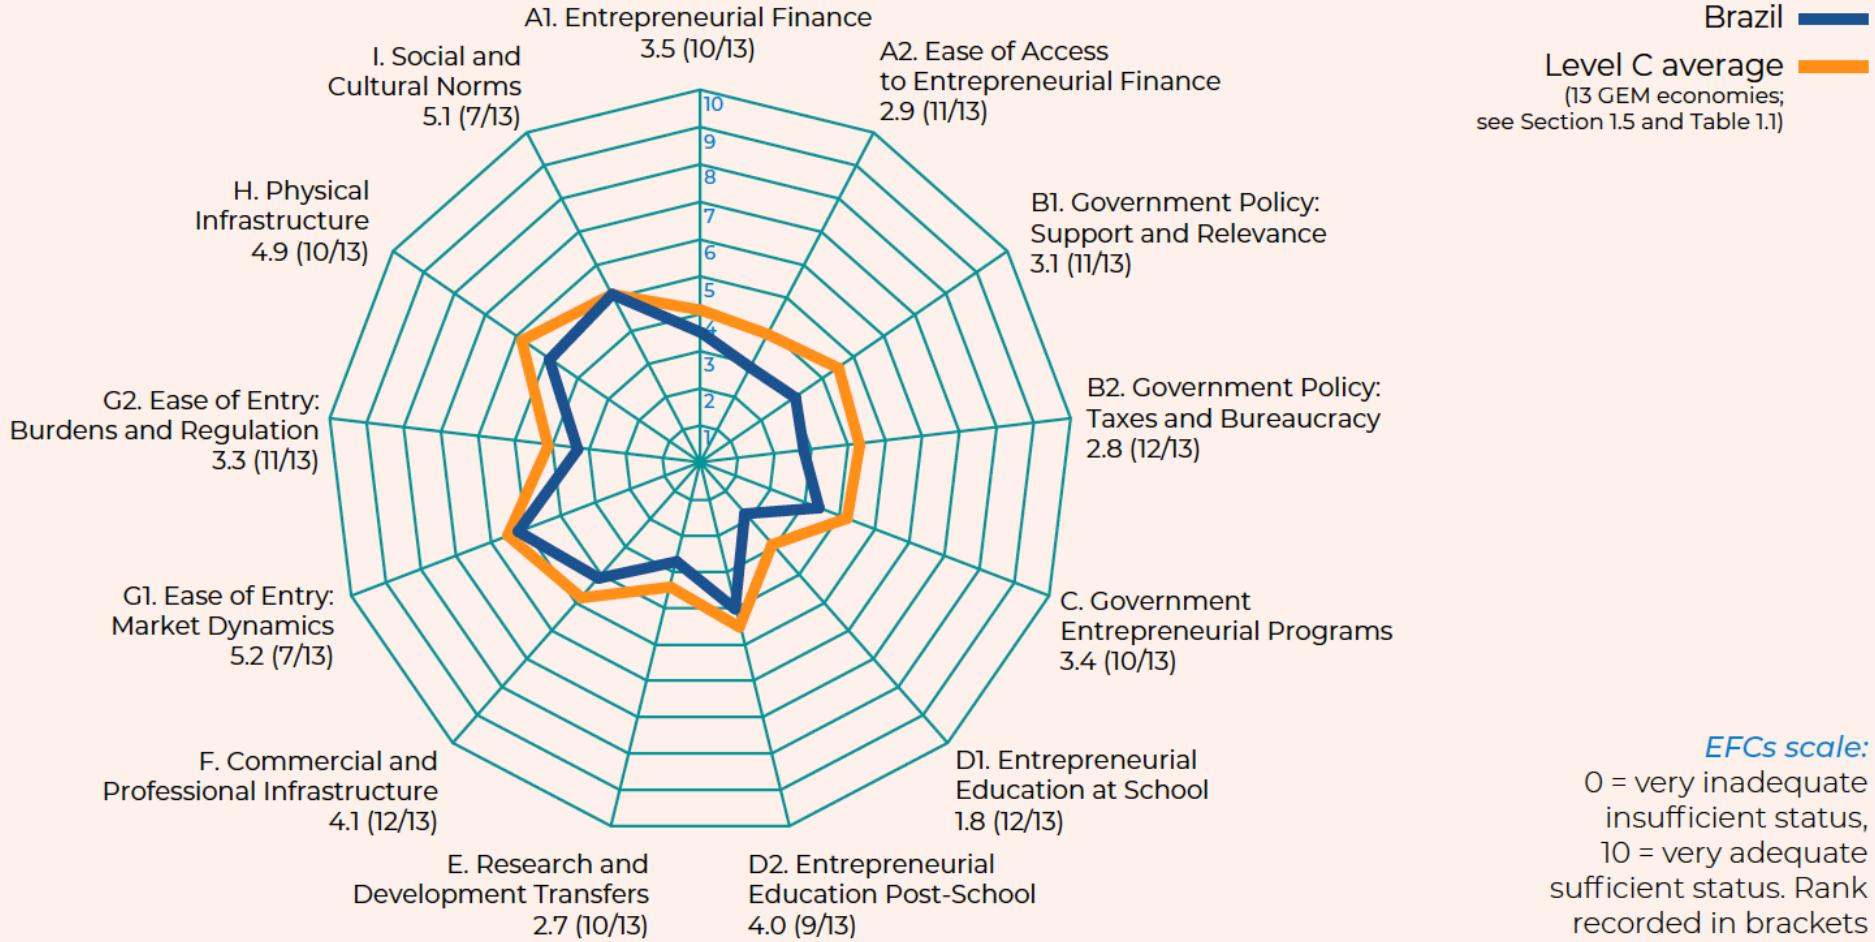 A1. Entrepreneurial Finance
3.5 (10/13)
A2. Ease of Access
to Entrepreneurial Finance
2.9 (11/13)
B1. Government Policy:
Support and Relevance
3.1 (11/13)
B2. Government Policy:
Taxes and Bureaucracy
2.8 (12/13)
C. Government
Entrepreneurial Programs
3.4 (10/13)
D1. Entrepreneurial
Education at School
1.8 (12/13)
D2. Entrepreneurial
Education Post-School
4.0 (9/13)
E. Research and
Development Transfers
2.7 (10/13)
F. Commercial and
Professional Infrastructure
4.1 (12/13)
G1. Ease of Entry:
Market Dynamics
5.2 (7/13)
G2. Ease of Entry:
Burdens and Regulation
3.3 (11/13)
H. Physical
Infrastructure
4.9 (10/13)
I. Social and
Cultural Norms
5.1 (7/13)
10
9
8
7
6
5
4
3
2
1
Brazil
Level C average
(13 GEM economies;
see Section 1.5 and Table 1.1)
EFCs scale:
0 = very inadequate
insufficient status,
10 = very adequate
sufficient status. Rank
recorded in brackets